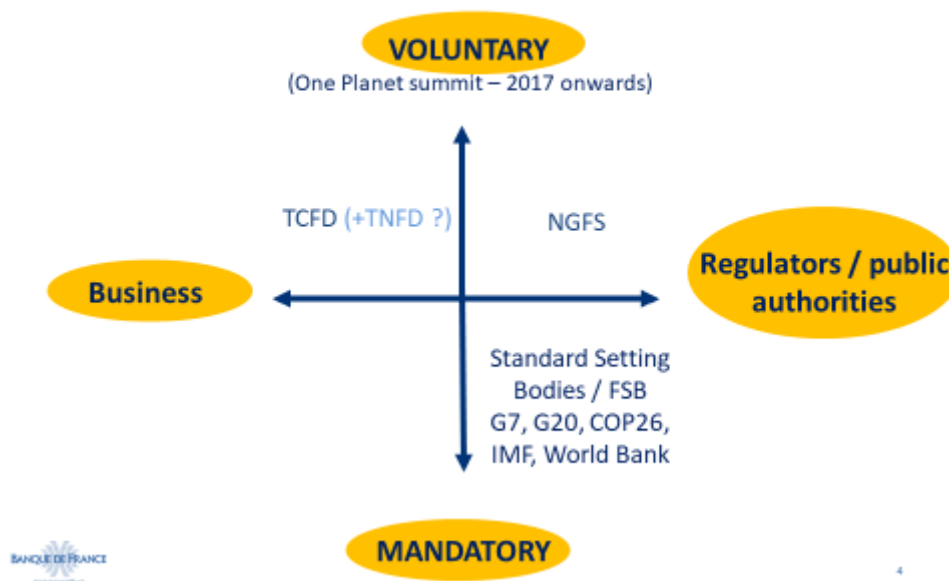 VOLUNTARY
(One Planet summit – 2017 onwards)
TCFD (+TNFD ?)
NGFS
Business
Regulators / public
authorities
Standard Setting
Bodies / FSB
G7, G20, COP26,
IMF, World Bank
MANDATORY
BANQUE DE FRANCE
4